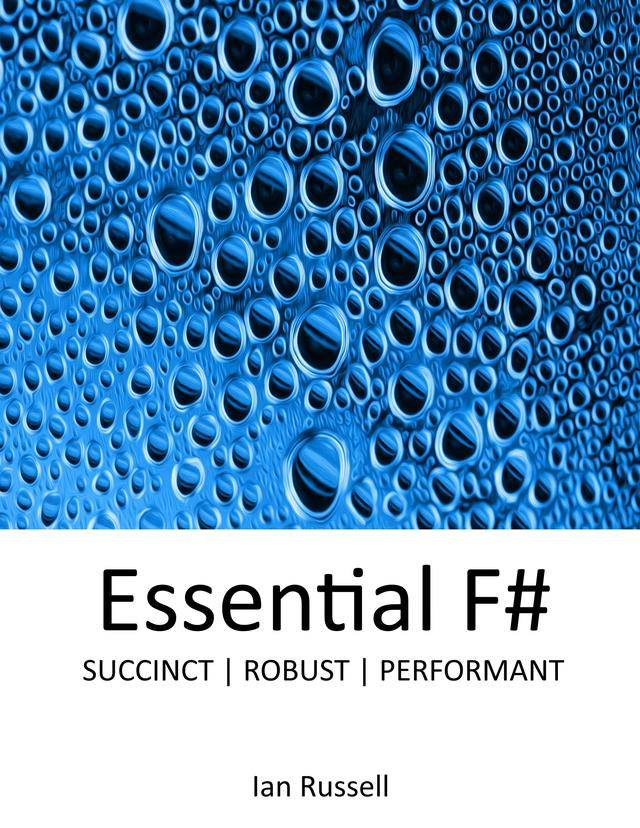 Essential F#
SUCCINCT | ROBUST | PERFORMANT
Ian Russell